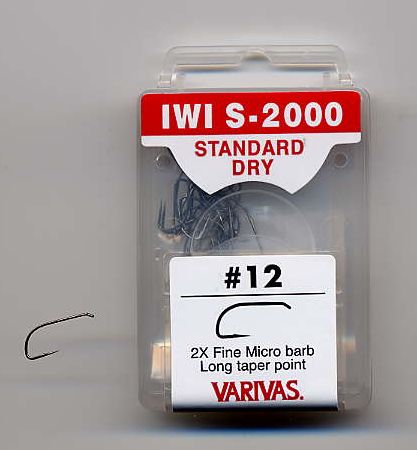 IWI S-2000
STANDARD
DRY
#12
2X Fine Micro barb
Long taper point
VARIVAS.